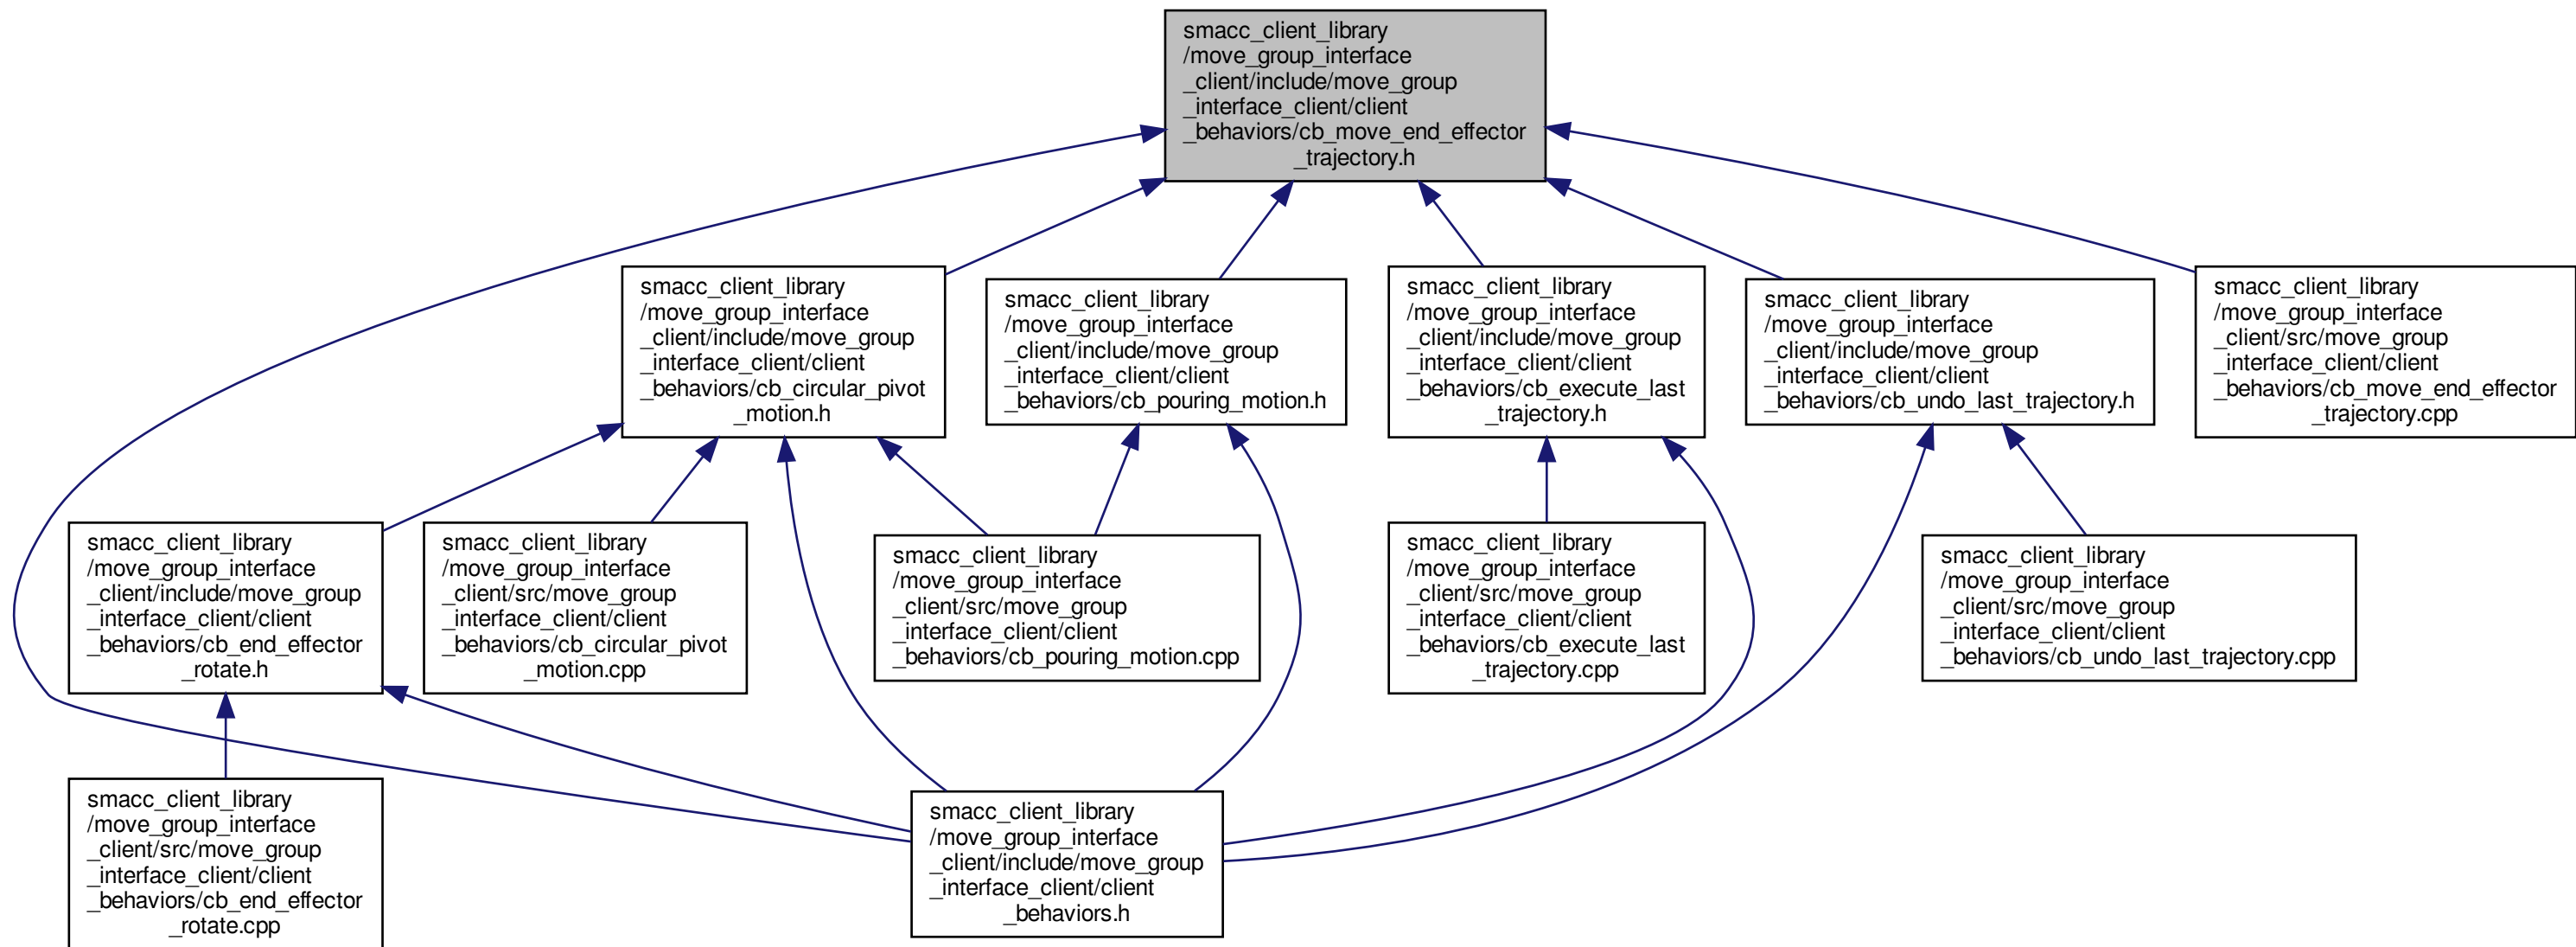 smacc_client_library
/move_group_interface
_client/include/move_group
_interface_client/client
_behaviors/cb_move_end_effector
_trajectory.h
smacc_client_library
/move_group_interface
_client/include/move_group
_interface_client/client
_behaviors/cb_circular_pivot
_motion.h
smacc_client_library
/move_group_interface
_client/include/move_group
_interface_client/client
_behaviors/cb_pouring_motion.h
smacc_client_library
/move_group_interface
_client/include/move_group
_interface_client/client
_behaviors/cb_execute_last
_trajectory.h
smacc_client_library
/move_group_interface
_client/include/move_group
_interface_client/client
_behaviors/cb_undo_last_trajectory.h
smacc_client_library
/move_group_interface
_client/src/move_group
_interface_client/client
_behaviors/cb_move_end_effector
_trajectory.cpp
smacc_client_library
/move_group_interface
_client/include/move_group
_interface_client/client
_behaviors/cb_end_effector
_rotate.h
smacc_client_library
/move_group_interface
_client/src/move_group
_interface_client/client
_behaviors/cb_circular_pivot
_motion.cpp
smacc_client_library
/move_group_interface
_client/src/move_group
_interface_client/client
_behaviors/cb_pouring_motion.cpp
smacc_client_library
/move_group_interface
_client/src/move_group
_interface_client/client
_behaviors/cb_execute_last
_trajectory.cpp
smacc_client_library
/move_group_interface
_client/src/move_group
_interface_client/client
_behaviors/cb_undo_last_trajectory.cpp
smacc_client_library
/move_group_interface
_client/src/move_group
_interface_client/client
_behaviors/cb_end_effector
_rotate.cpp
smacc_client_library
/move_group_interface
_client/include/move_group
_interface_client/client
_behaviors.h